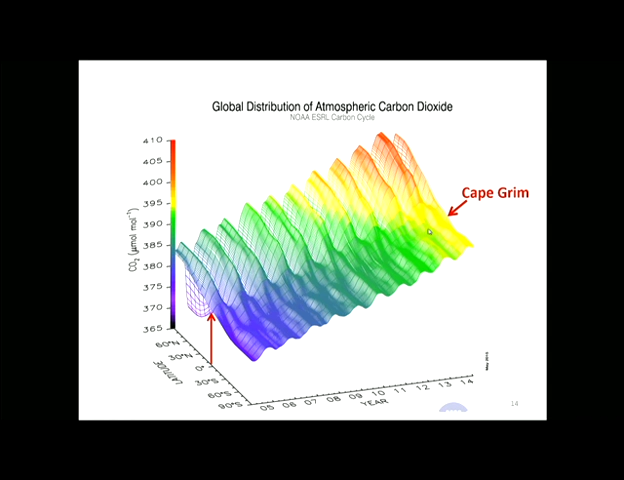 Global Distribution of Atmospheric Carbon Dioxide
NOAA ESRL Carbon Cycle
410
405
400
395
390
385
380
375
370
365
CO₂ (μmol mol⁻¹)
Cape Grim
60°N
30°N
0°
30°S
60°S
90°S
LATITUDE
05 06 07 08 09 10 11 12 13 14
YEAR
14